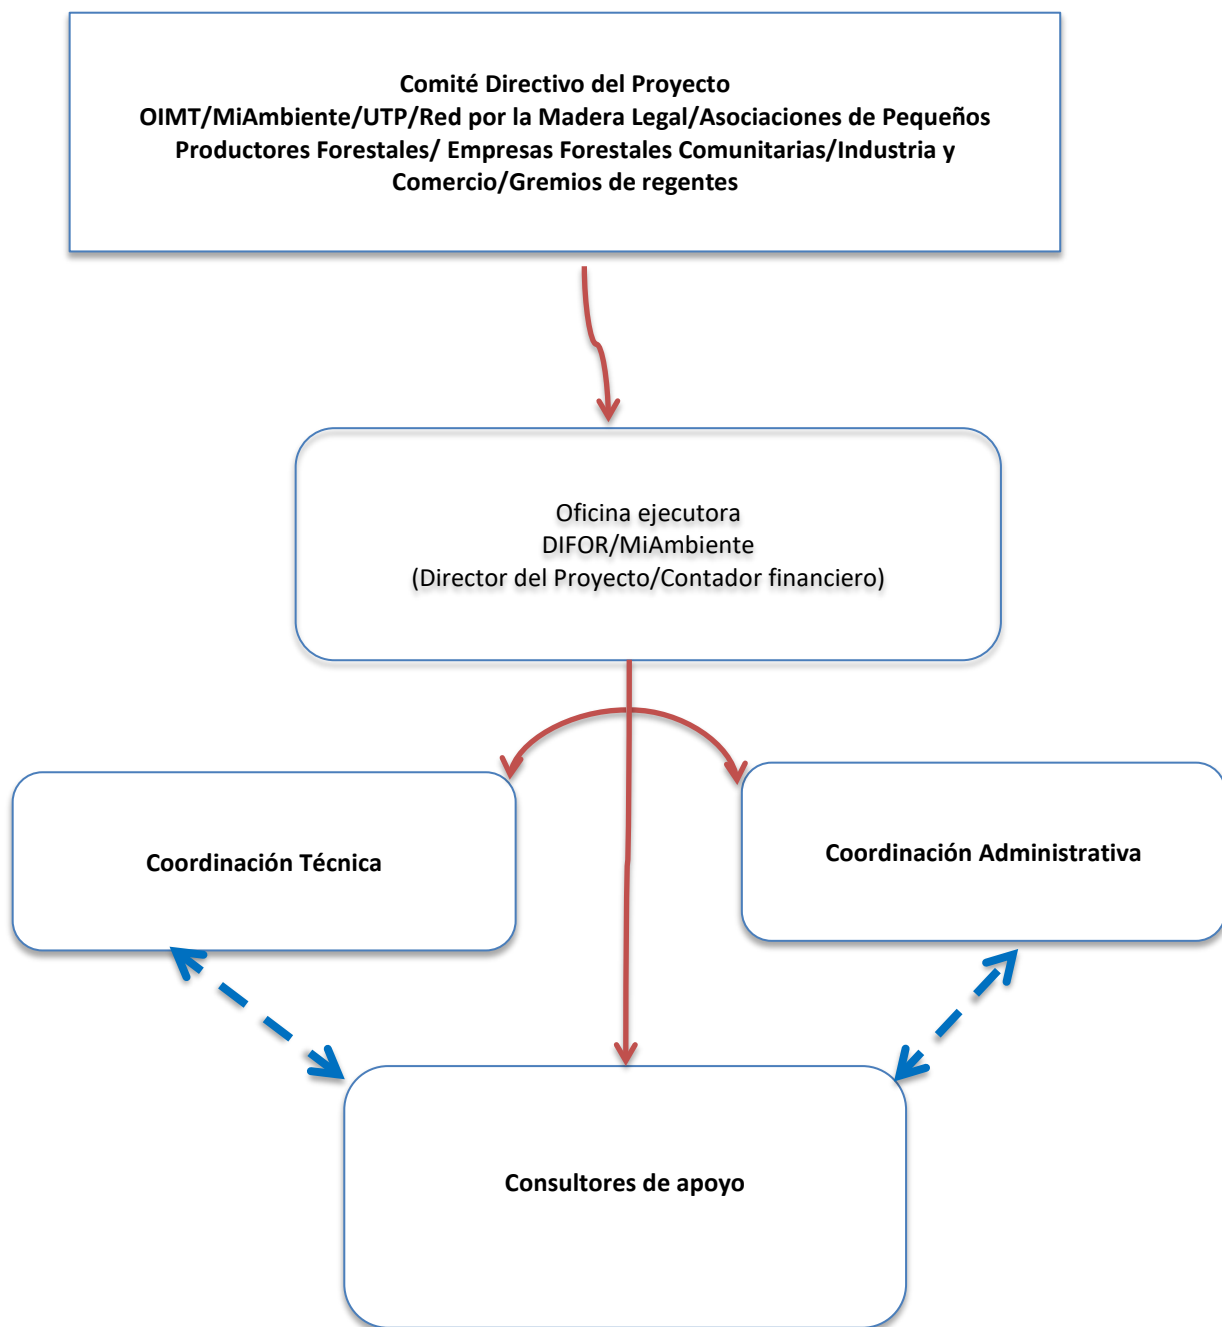 Comité Directivo del Proyecto
OIMT/MiAmbiente/UTP/Red por la Madera Legal/Asociaciones de Pequeños
Productores Forestales/ Empresas Forestales Comunitarias/Industria y
Comercio/Gremios de regentes
Oficina ejecutora
DIFOR/MiAmbiente
(Director del Proyecto/Contador financiero)
Coordinación Técnica
Coordinación Administrativa
Consultores de apoyo